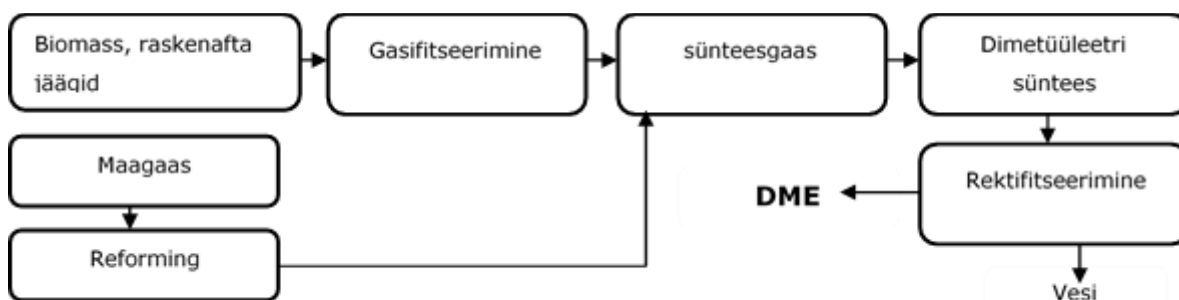 Biomass, raskenafta
jäägid
Gasifitseerimine
sünteesgaas
Dimetüüleetri
süntees
Maagaas
Reforming
Rektifitseerimine
DME
Vesi